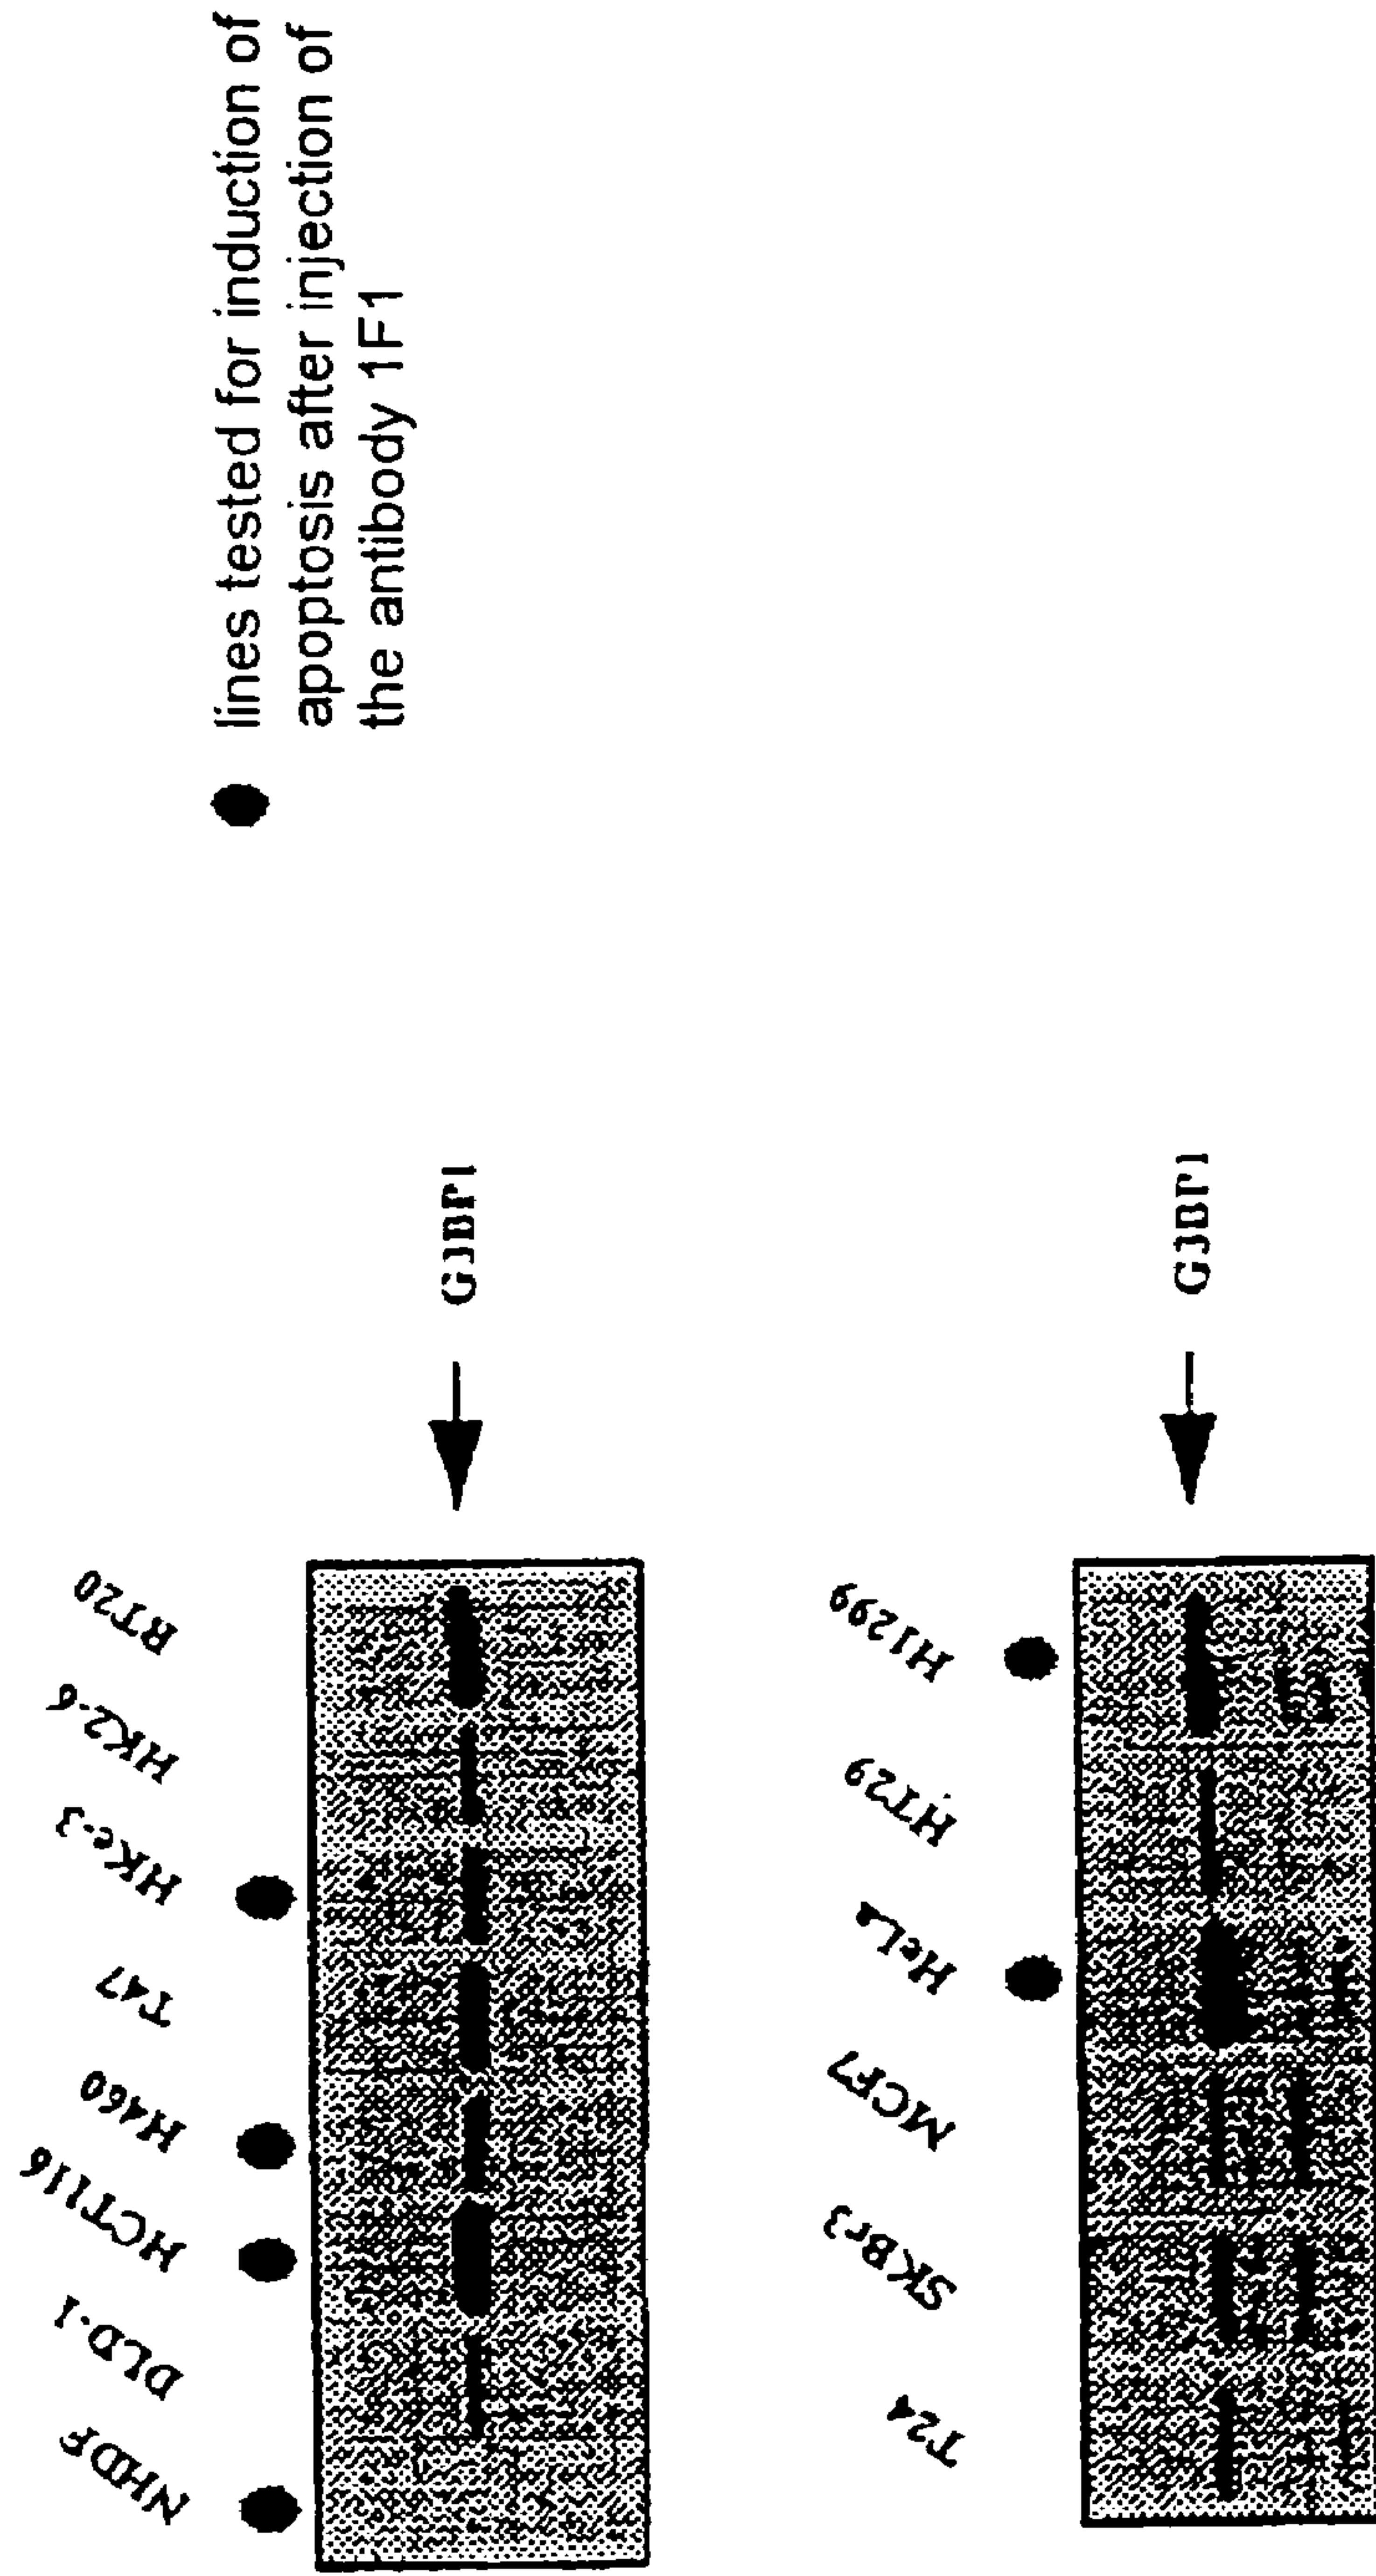 lines tested for induction of
apoptosis after injection of
the antibody 1F1
NHDF DLD-1 HCT116 H460 T47 HKe-3 HK2-6 RT20
G3BP1
T24 SKBr3 MCF7 HeLa HT29 H1299
G3BP1